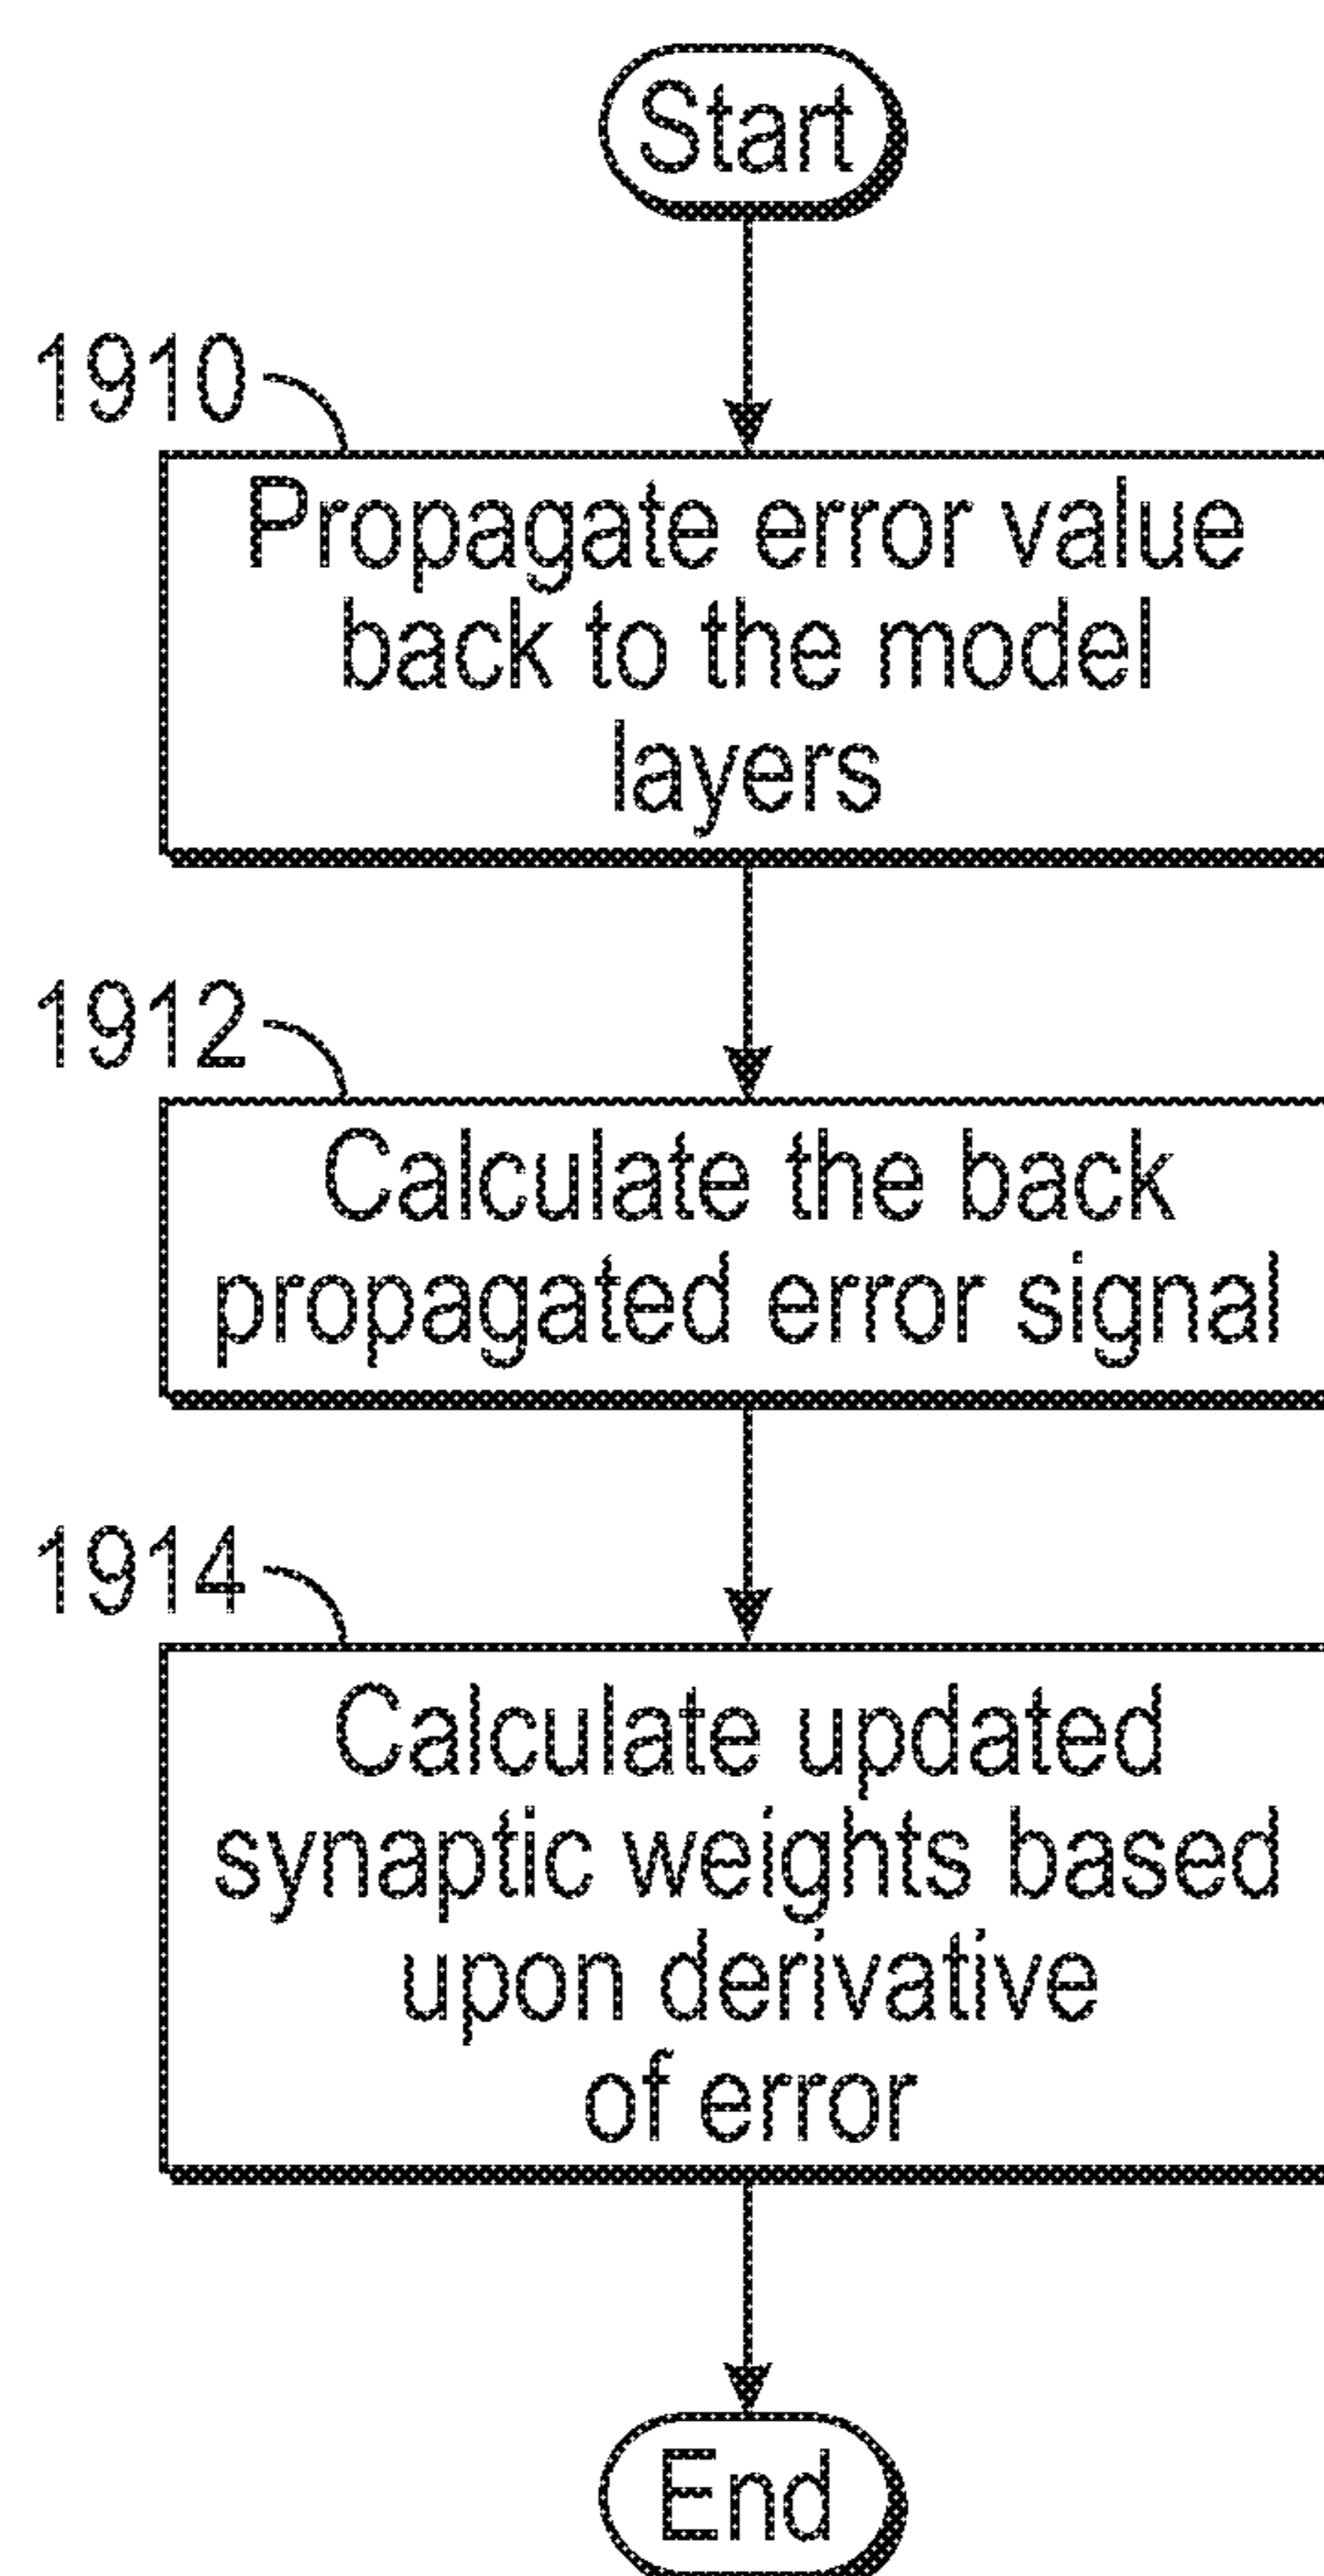 Start
1910
Propagate error value
back to the model
layers
1912
Calculate the back
propagated error signal
1914
Calculate updated
synaptic weights based
upon derivative
of error
End